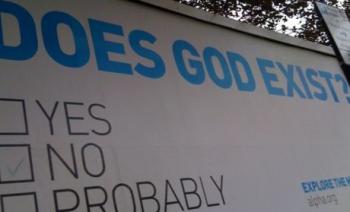 DOES GOD EXIST?
YES
NO
PROBABLY
EXPLORE THE
alpha.org